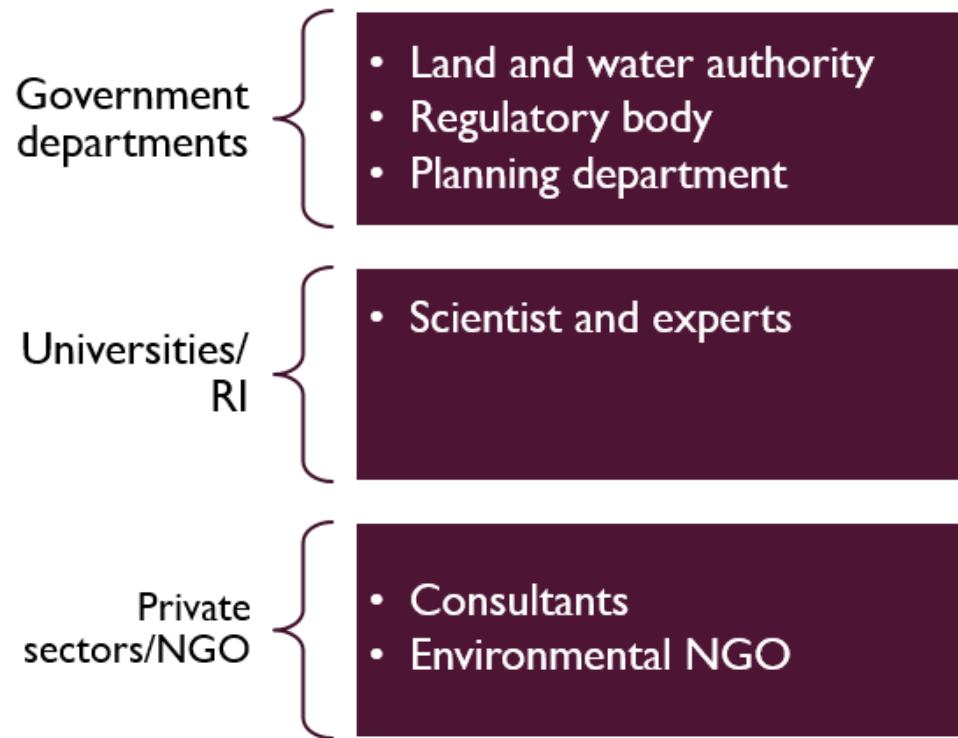 Government
departments
• Land and water authority
• Regulatory body
• Planning department
Universities/
RI
• Scientist and experts
Private
sectors/NGO
• Consultants
• Environmental NGO